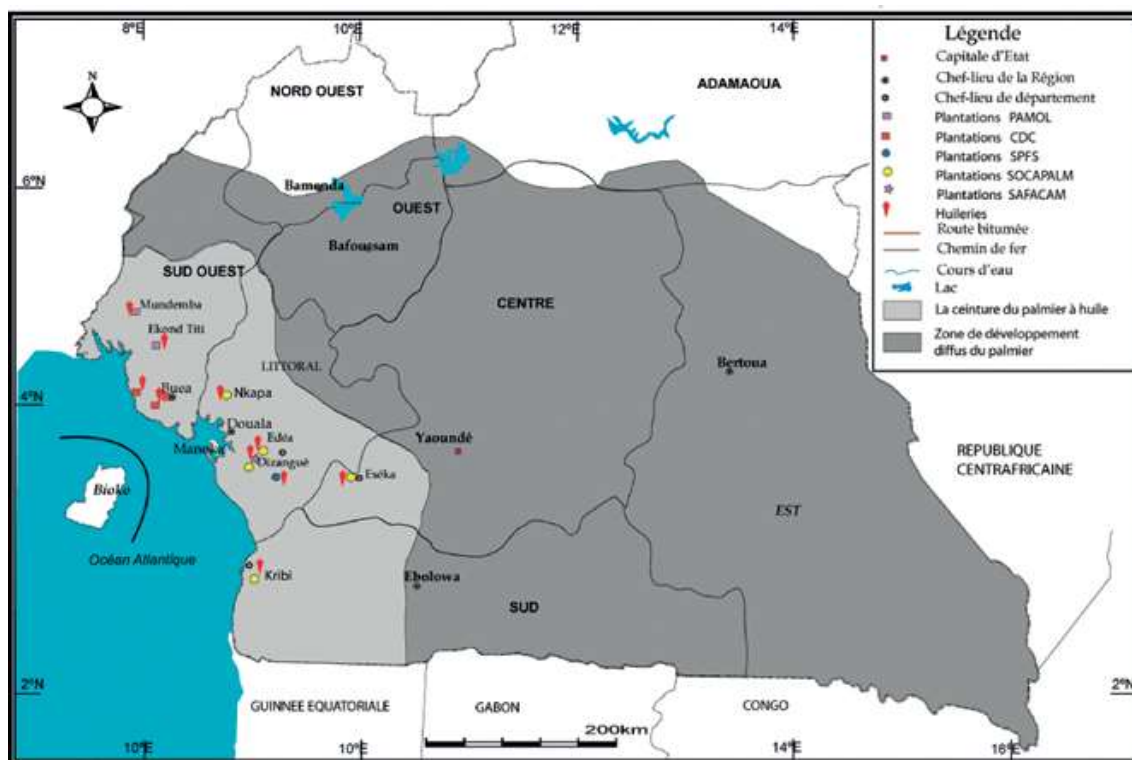 8°E
10°E
12°E
14°E
N
NORD OUEST
ADAMAOUA
Légende
Capitale d'Etat
Chef-lieu de la Région
Chef-lieu de département
Plantations PAMOL
Plantations CDC
Plantations SPFS
Plantations SOCAPALM
Plantations SAFACAM
Huileries
Route bitumée
Chemin de fer
Cours d'eau
Lac
La ceinture du palmier à huile
Zone de développement
diffus du palmier
6°N
Bamenda
OUEST
Bafoussam
SUD OUEST
Mundemba
CENTRE
Ekond Titi
LITTORAL
Bertoua
Buea
Nkapa
4°N
Douala
Edéa
Yaoundé
Manoka
Dizanguè
Eséka
REPUBLIQUE
CENTRAFRICAINE
Bioko
EST
Océan Atlantique
Kribi
Ebolowa
SUD
2°N
2°N
GUINNEE EQUATORIALE
GABON
CONGO
200km
10°E
10°E
14°E
16°E